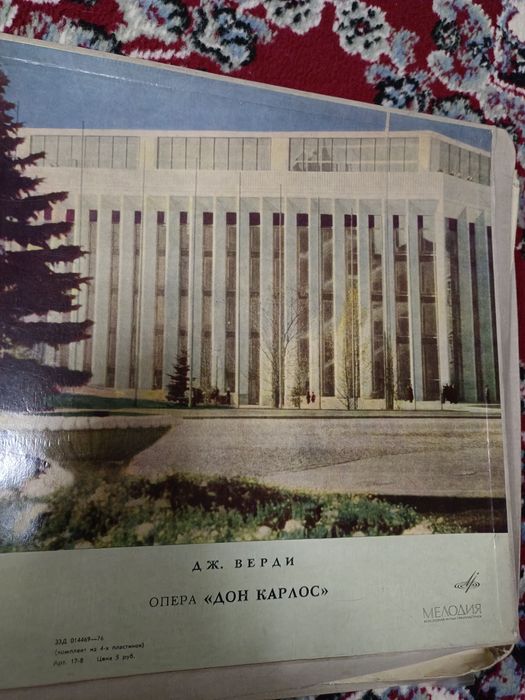 ДЖ. ВЕРДИ
ОПЕРА «ДОН КАРЛОС»
МЕЛОДИЯ
33Д 014469—76
(комплект из 4-х пластинок)
Арт. 17-8 Цена 5 руб.